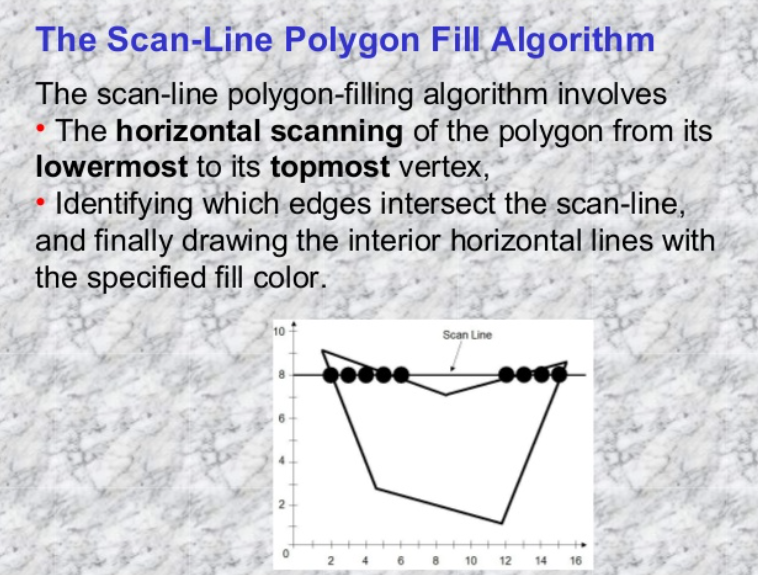 The Scan-Line Polygon Fill Algorithm
The scan-line polygon-filling algorithm involves
• The horizontal scanning of the polygon from its
lowermost to its topmost vertex,
• Identifying which edges intersect the scan-line,
and finally drawing the interior horizontal lines with
the specified fill color.
10
Scan Line
8
6
4
2
0
2 4 6 8 10 12 14 16